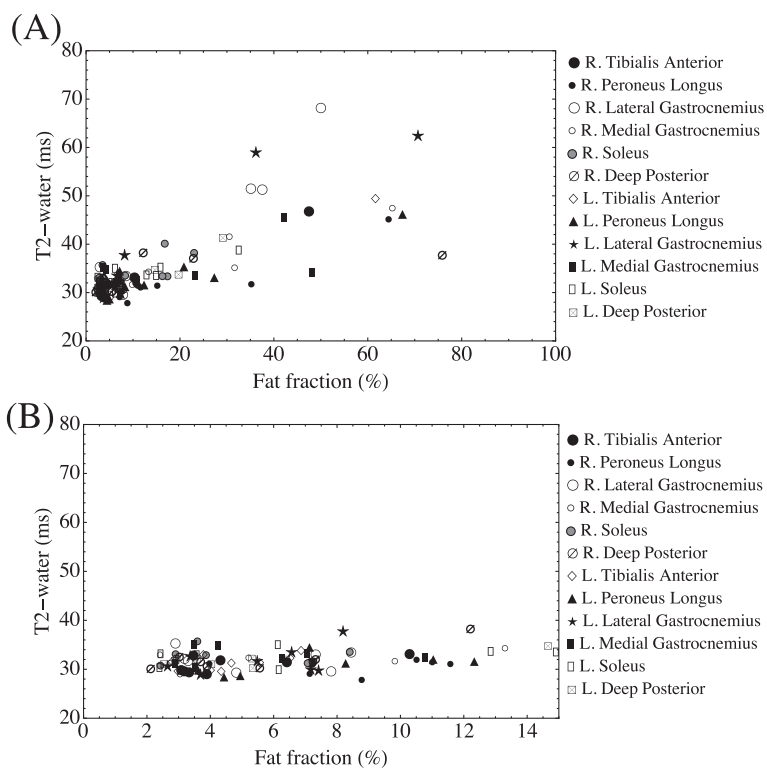 (A)
80
70
60
50
40
30
20
T2−water (ms)
0 20 40 60 80 100
Fat fraction (%)
R. Tibialis Anterior
R. Peroneus Longus
R. Lateral Gastrocnemius
R. Medial Gastrocnemius
R. Soleus
R. Deep Posterior
L. Tibialis Anterior
L. Peroneus Longus
L. Lateral Gastrocnemius
L. Medial Gastrocnemius
L. Soleus
L. Deep Posterior
(B)
80
70
60
50
40
30
20
T2−water (ms)
0 2 4 6 8 10 12 14
Fat fraction (%)
R. Tibialis Anterior
R. Peroneus Longus
R. Lateral Gastrocnemius
R. Medial Gastrocnemius
R. Soleus
R. Deep Posterior
L. Tibialis Anterior
L. Peroneus Longus
L. Lateral Gastrocnemius
L. Medial Gastrocnemius
L. Soleus
L. Deep Posterior